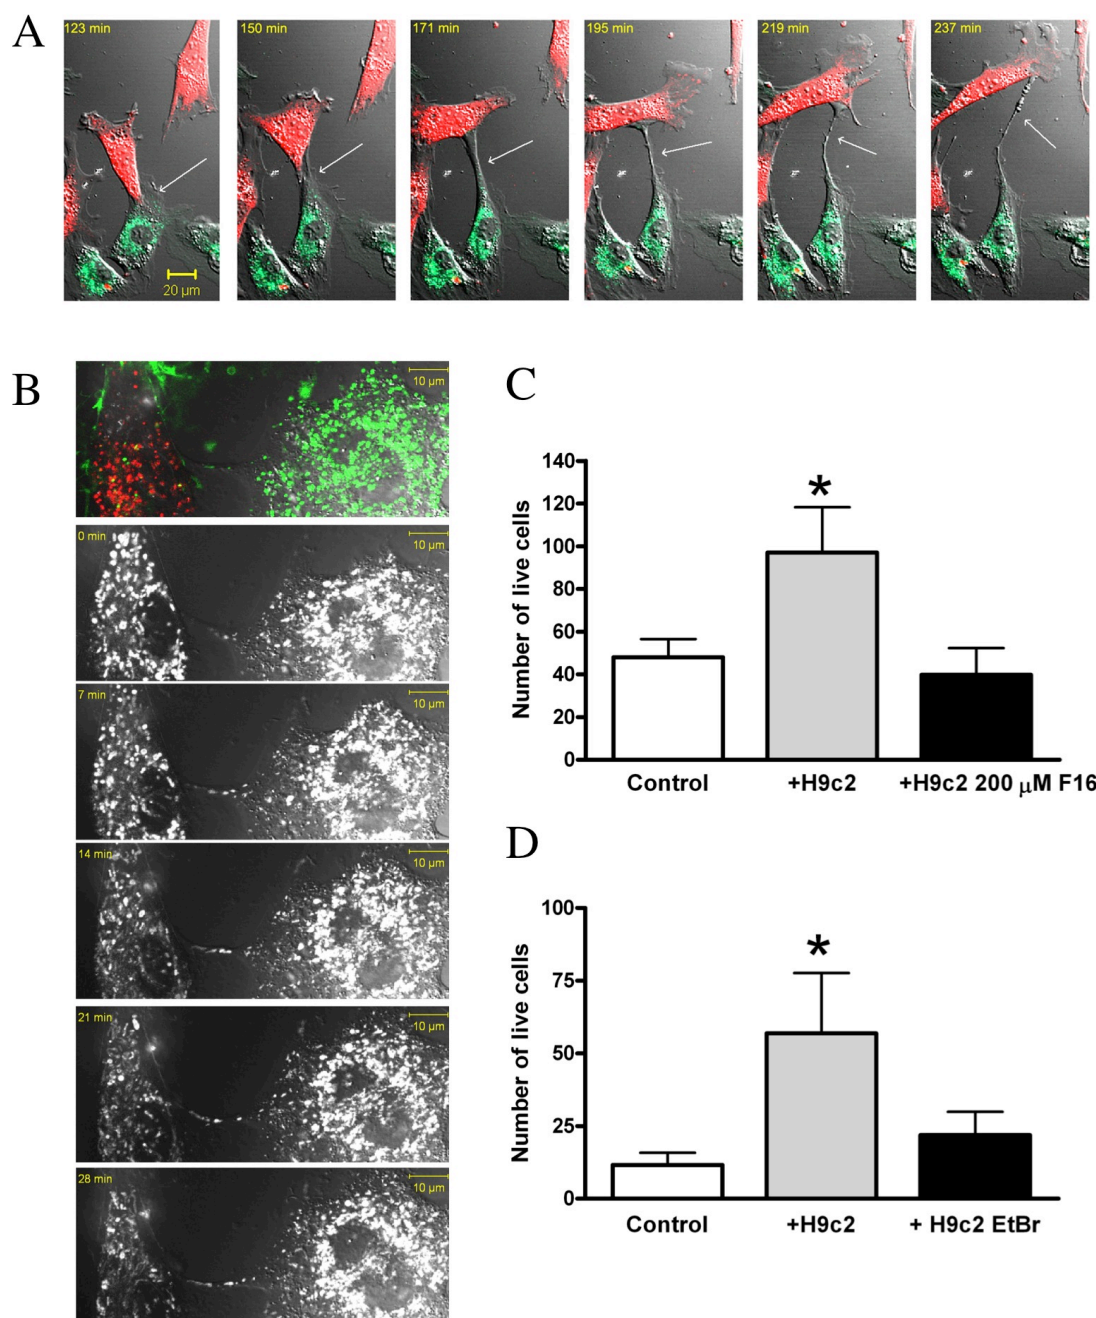 A
123 min
150 min
171 min
195 min
219 min
237 min
20 µm
B
10 µm
0 min
10 µm
7 min
10 µm
14 min
10 µm
21 min
10 µm
28 min
10 µm
C
140
120
100
80
60
40
20
0
Number of live cells
*
Control
+H9c2
+H9c2 200 µM F16
D
100
75
50
25
0
Number of live cells
*
Control
+H9c2
+ H9c2 EtBr